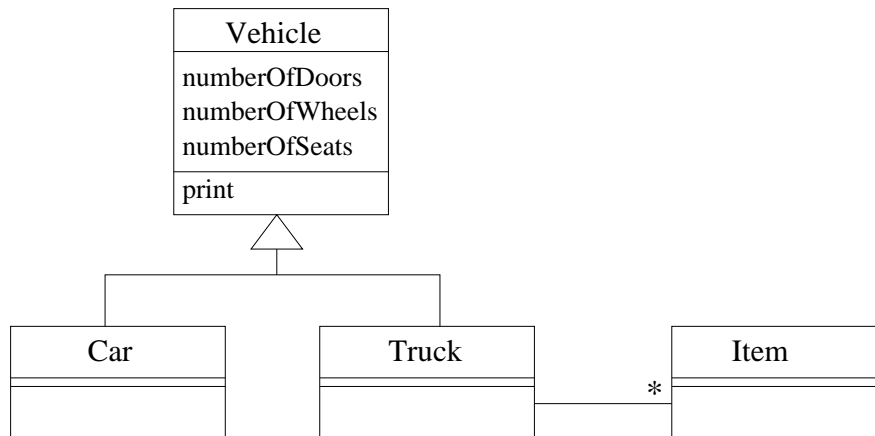 Vehicle
numberOfDoors
numberOfWheels
numberOfSeats
print
Car
Truck
Item
*